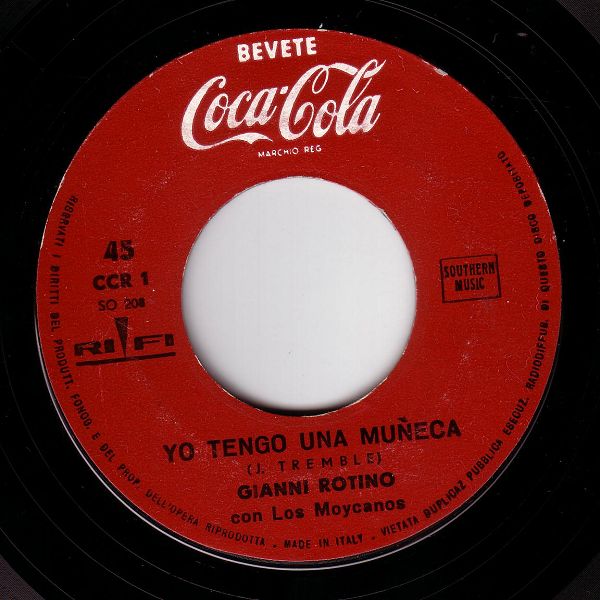 BEVETE
Coca-Cola
MARCHIO REG
45
CCR 1
SO 208
RI FI
SOUTHERN
MUSIC
YO TENGO UNA MUÑECA
(J. TREMBLE)
GIANNI ROTINO
con Los Moycanos
RISERVATI I DIRITTI DEL PRODUTT. FONOG. E DEL PROP. DELL'OPERA RIPRODOTTA - MADE IN ITALY - VIETATA DUPLICAZ PUBBLICA ESECUZ. RADIODIFFUS. DI QUESTO DISCO DEPOSITATO